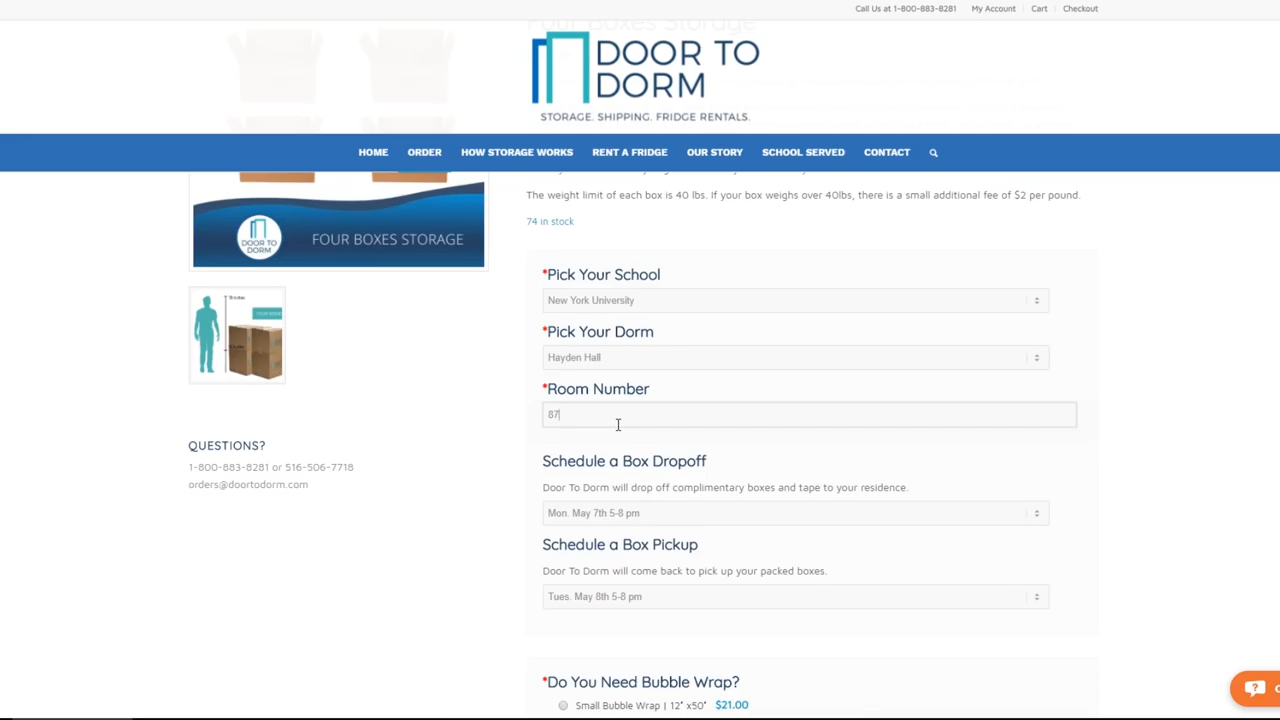 Call Us at 1-800-883-8281 My Account Cart Checkout
Four Boxes Storage
DOOR TO
DORM
STORAGE. SHIPPING. FRIDGE RENTALS.
HOME ORDER HOW STORAGE WORKS RENT A FRIDGE OUR STORY SCHOOL SERVED CONTACT
The weight limit of each box is 40 lbs. If your box weighs over 40lbs, there is a small additional fee of $2 per pound.
74 in stock
DOOR TO
DORM
FOUR BOXES STORAGE
*Pick Your School
New York University
*Pick Your Dorm
Hayden Hall
*Room Number
87
QUESTIONS?
1-800-883-8281 or 516-506-7718
orders@doortodorm.com
Schedule a Box Dropoff
Door To Dorm will drop off complimentary boxes and tape to your residence.
Mon. May 7th 5-8 pm
Schedule a Box Pickup
Door To Dorm will come back to pick up your packed boxes.
Tues. May 8th 5-8 pm
*Do You Need Bubble Wrap?
Small Bubble Wrap | 12" x50" $21.00